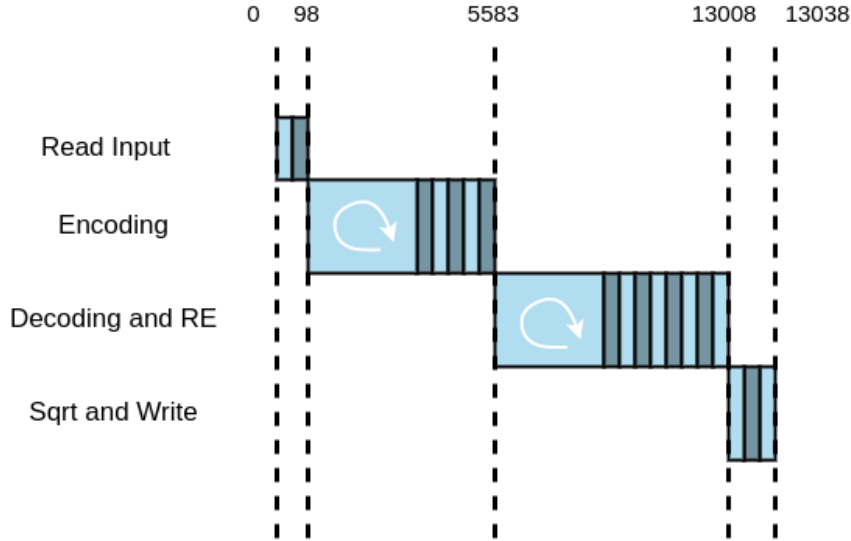 0 98 5583 13008 13038
Read Input
Encoding
Decoding and RE
Sqrt and Write